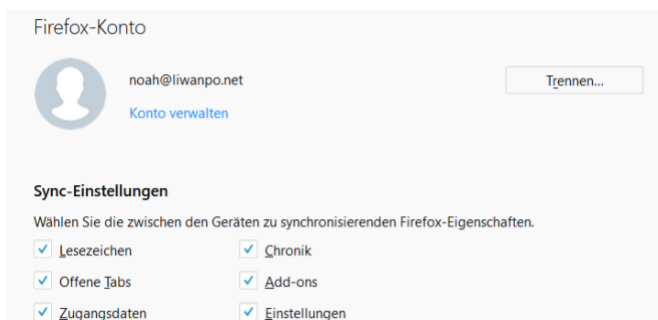 Firefox-Konto
noah@liwanpo.net
Trennen...
Konto verwalten
Sync-Einstellungen
Wählen Sie die zwischen den Geräten zu synchronisierenden Firefox-Eigenschaften.
Lesezeichen Chronik
Offene Tabs Add-ons
Zugangsdaten Einstellungen